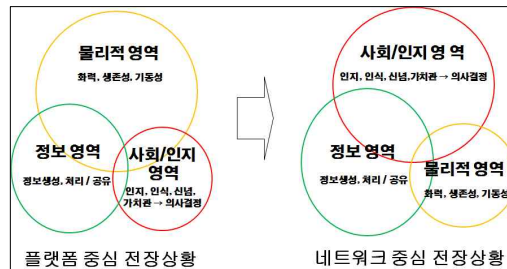 물리적 영역
화력, 생존성, 기동성
정보 영역
정보생성, 처리 / 공유
사회/인지
영역
인지, 인식, 신념,
가치관 → 의사결정
플랫폼 중심 전장상황
사회/인지 영 역
인지, 인식, 신념,가치관 → 의사결정
정보 영역
정보생성, 처리 / 공유
물리적 영역
화력, 생존성, 기동성
네트워크 중심 전장상황